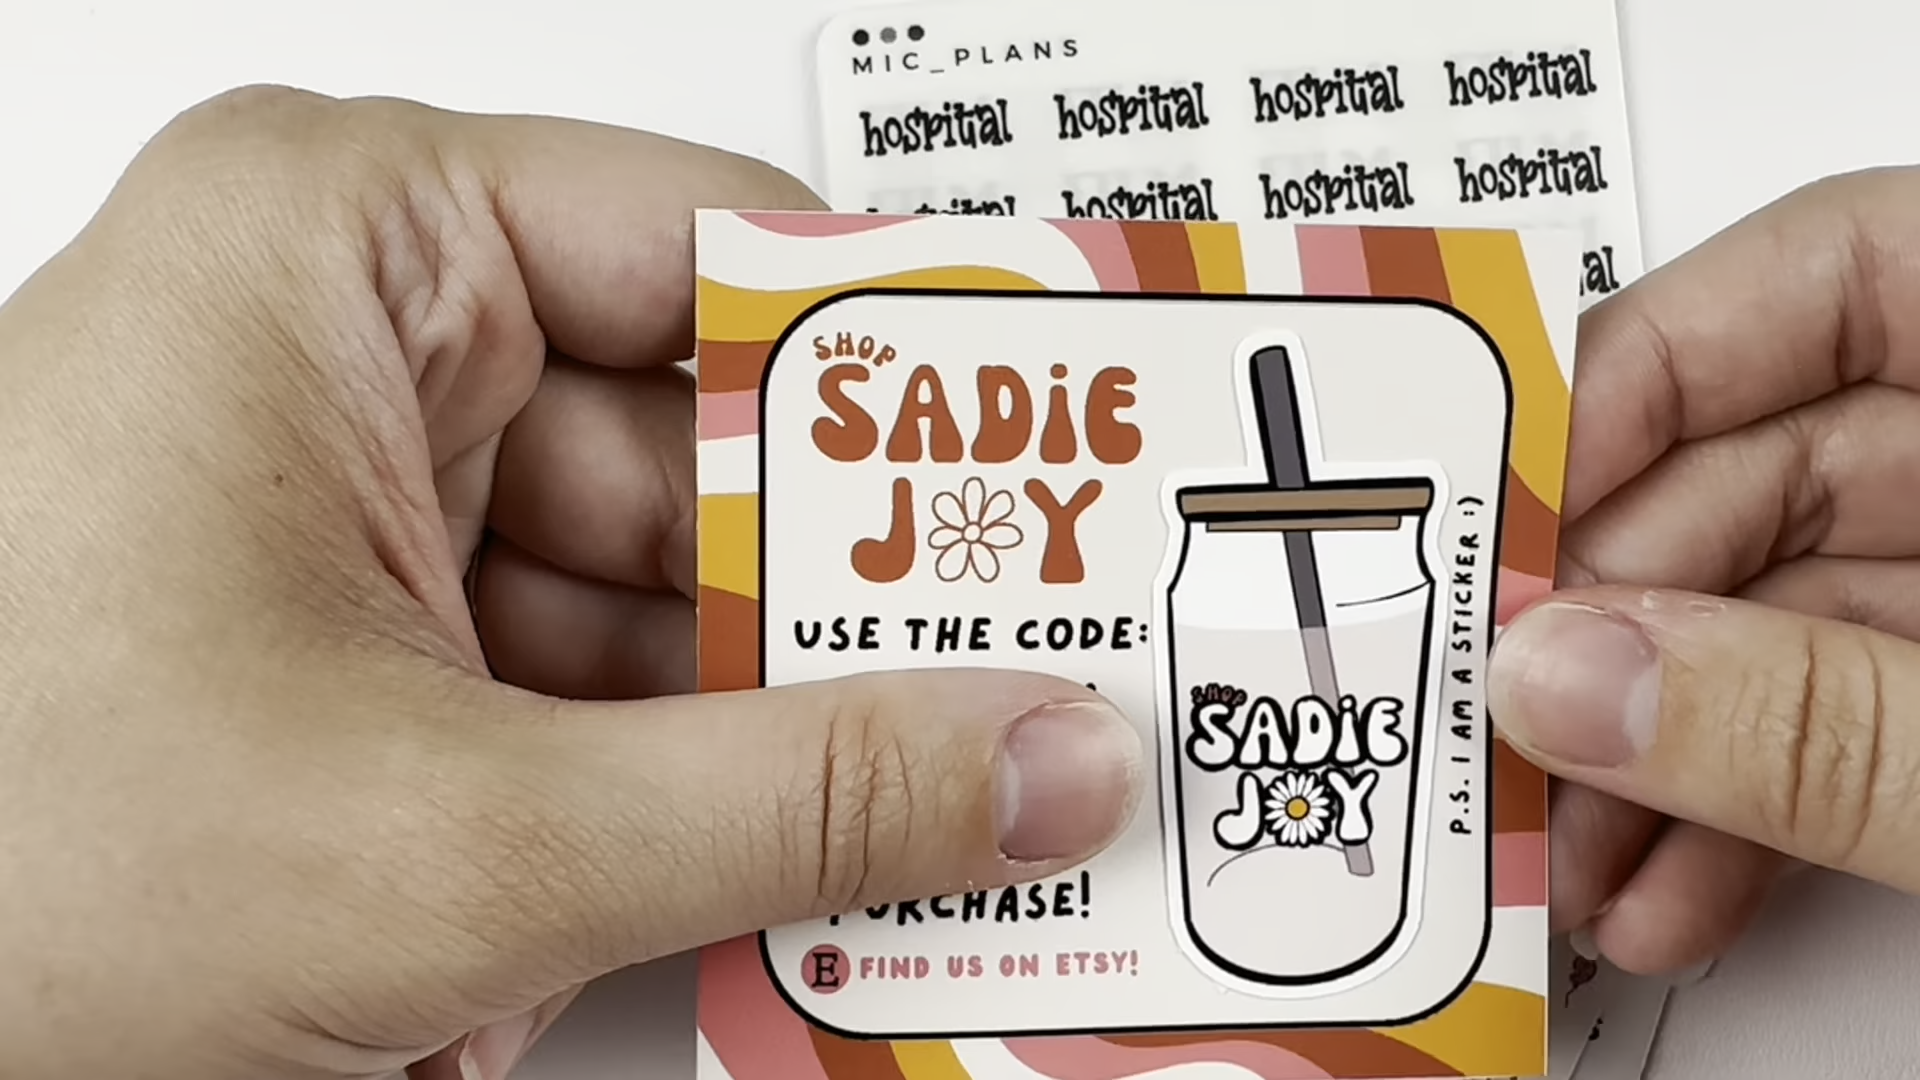 MIC_PLANS
hospital hospital hospital hospital
hospital hospital hospital hospital
SHOP
SADiE
JOY
USE THE CODE:
PURCHASE!
E FIND US ON ETSY!
SHOP
SADiE
JOY
P.S. I AM A STICKER :)